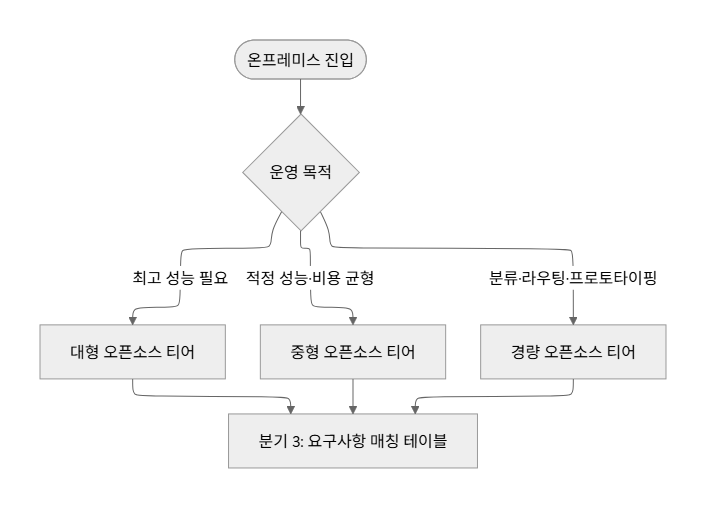 온프레미스 진입
운영 목적
최고 성능 필요
적정 성능·비용 균형
분류·라우팅·프로토타이핑
대형 오픈소스 티어
중형 오픈소스 티어
경량 오픈소스 티어
분기 3: 요구사항 매칭 테이블